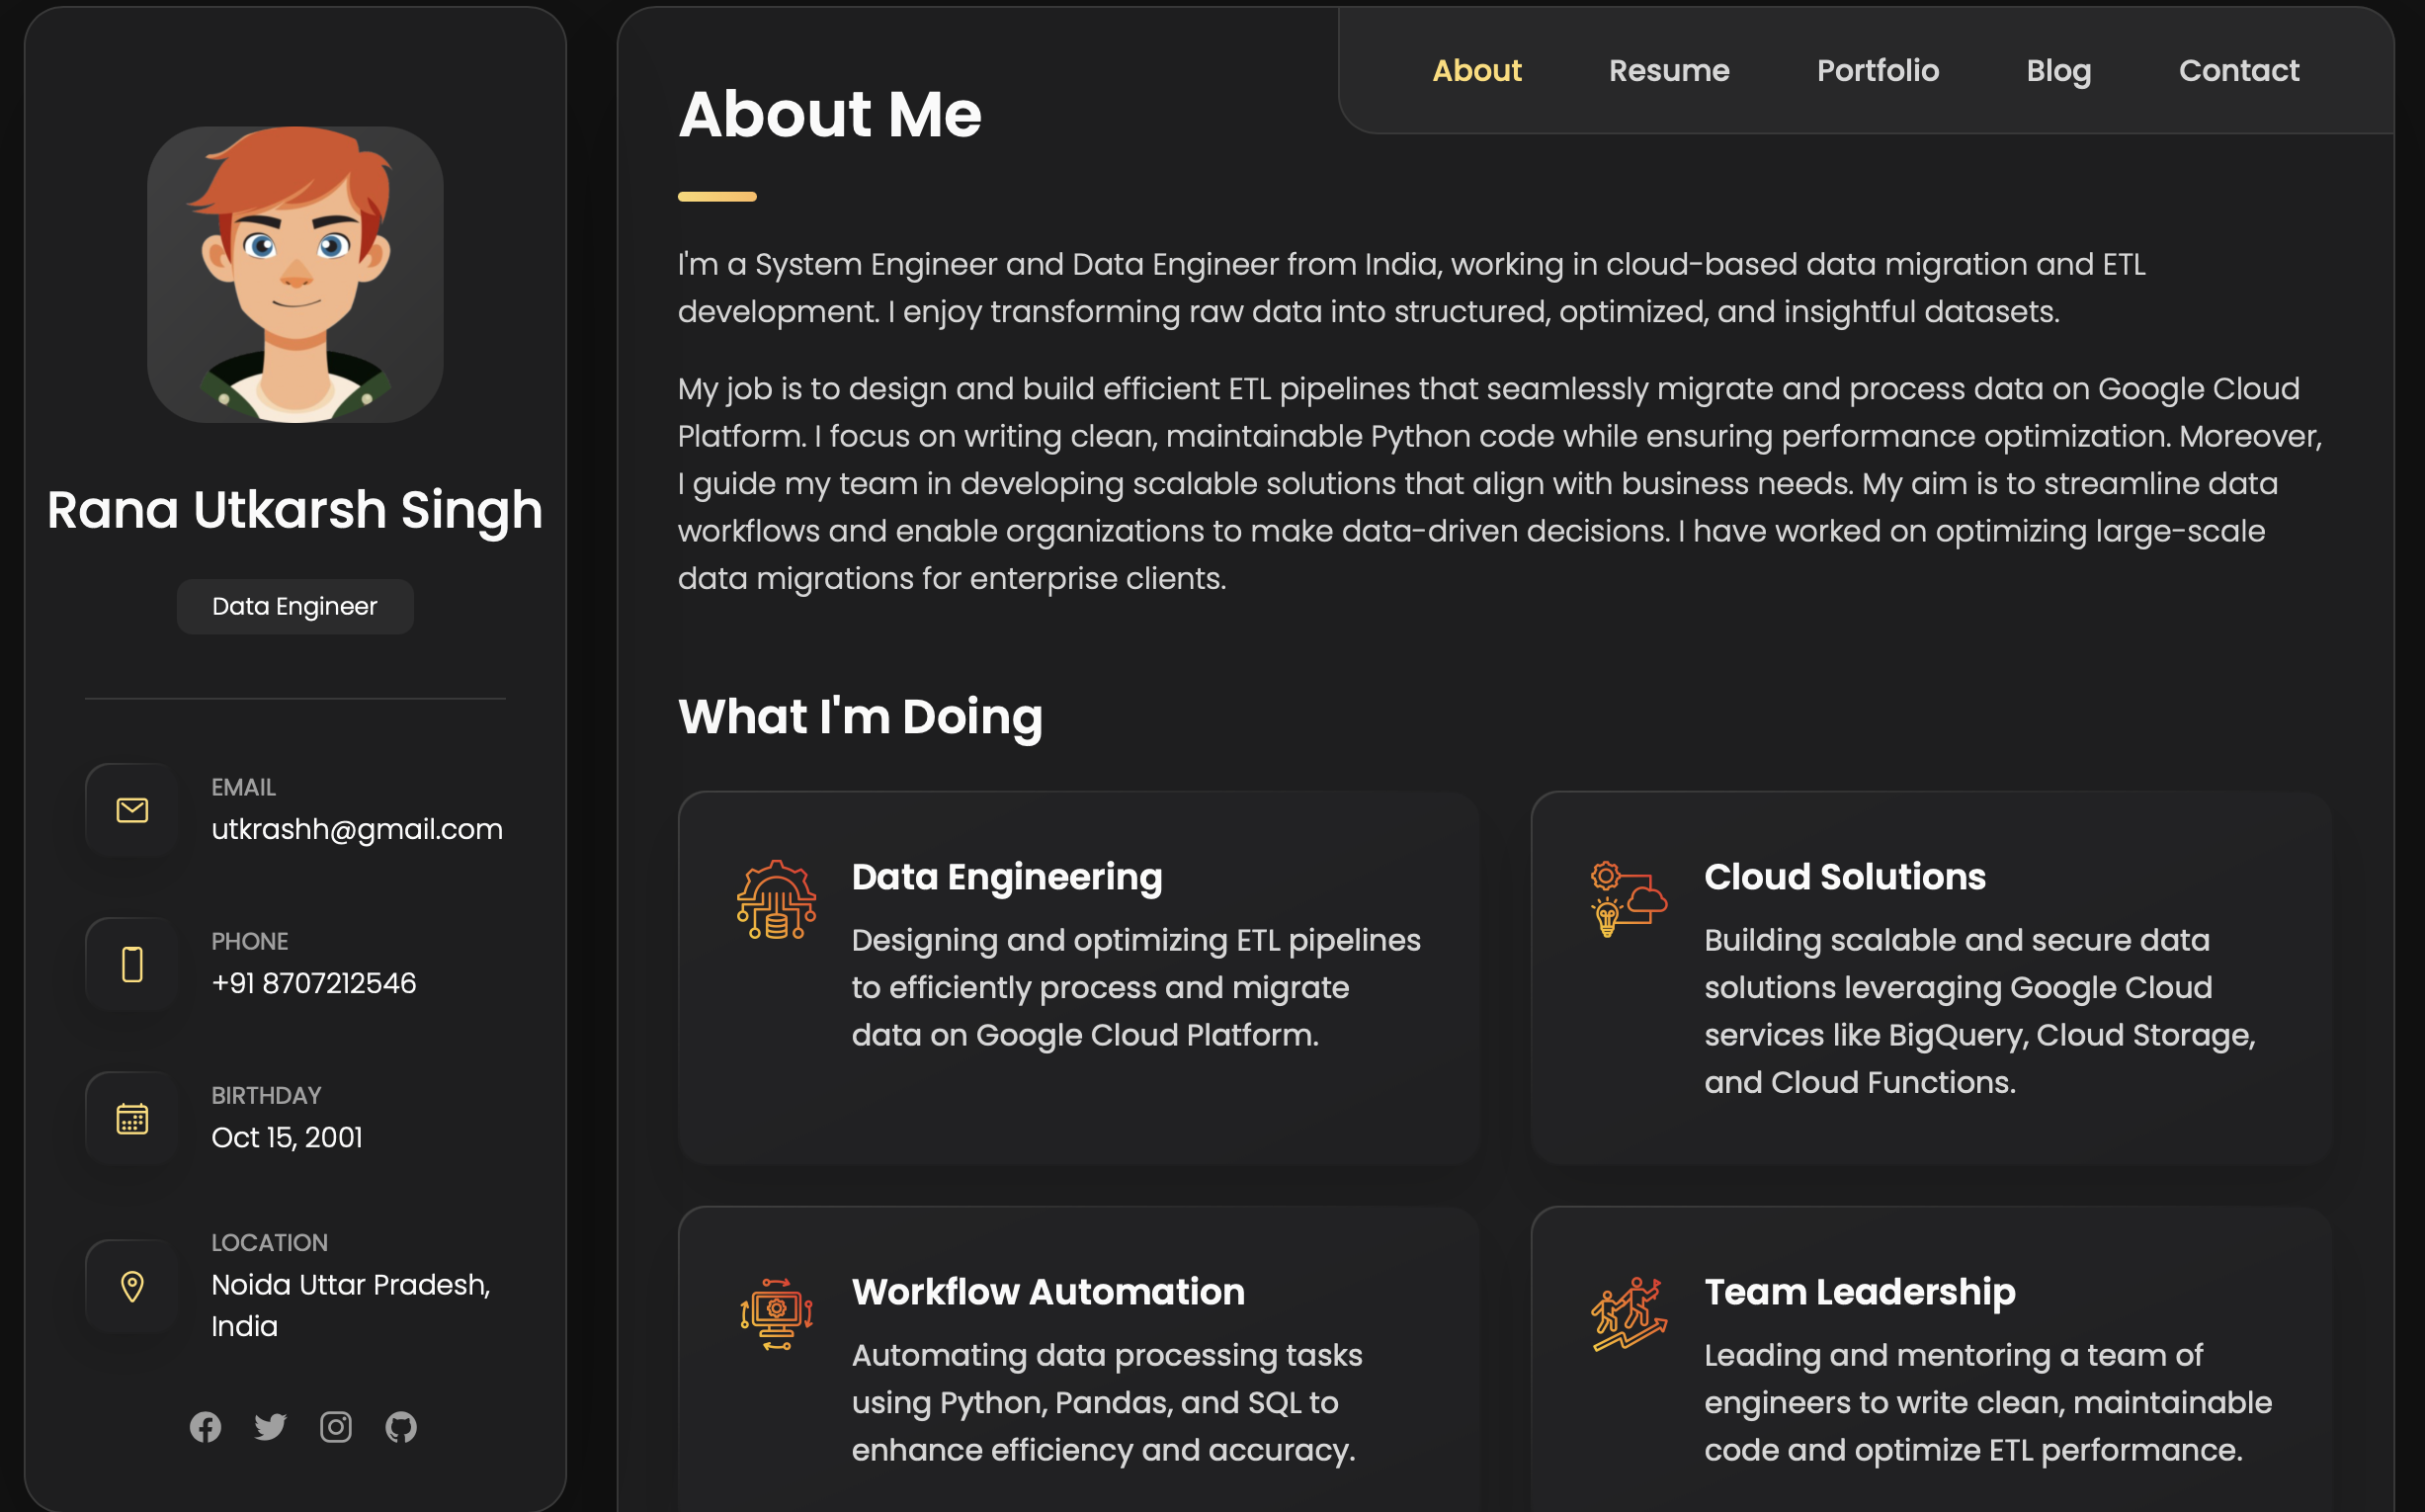 Rana Utkarsh Singh
Data Engineer
EMAIL
utkrashh@gmail.com
PHONE
+91 8707212546
BIRTHDAY
Oct 15, 2001
LOCATION
Noida Uttar Pradesh,
India
About Resume Portfolio Blog Contact
About Me
I'm a System Engineer and Data Engineer from India, working in cloud-based data migration and ETL
development. I enjoy transforming raw data into structured, optimized, and insightful datasets.
My job is to design and build efficient ETL pipelines that seamlessly migrate and process data on Google Cloud
Platform. I focus on writing clean, maintainable Python code while ensuring performance optimization. Moreover,
I guide my team in developing scalable solutions that align with business needs. My aim is to streamline data
workflows and enable organizations to make data-driven decisions. I have worked on optimizing large-scale
data migrations for enterprise clients.
What I'm Doing
Data Engineering
Designing and optimizing ETL pipelines
to efficiently process and migrate
data on Google Cloud Platform.
Cloud Solutions
Building scalable and secure data
solutions leveraging Google Cloud
services like BigQuery, Cloud Storage,
and Cloud Functions.
Workflow Automation
Automating data processing tasks
using Python, Pandas, and SQL to
enhance efficiency and accuracy.
Team Leadership
Leading and mentoring a team of
engineers to write clean, maintainable
code and optimize ETL performance.